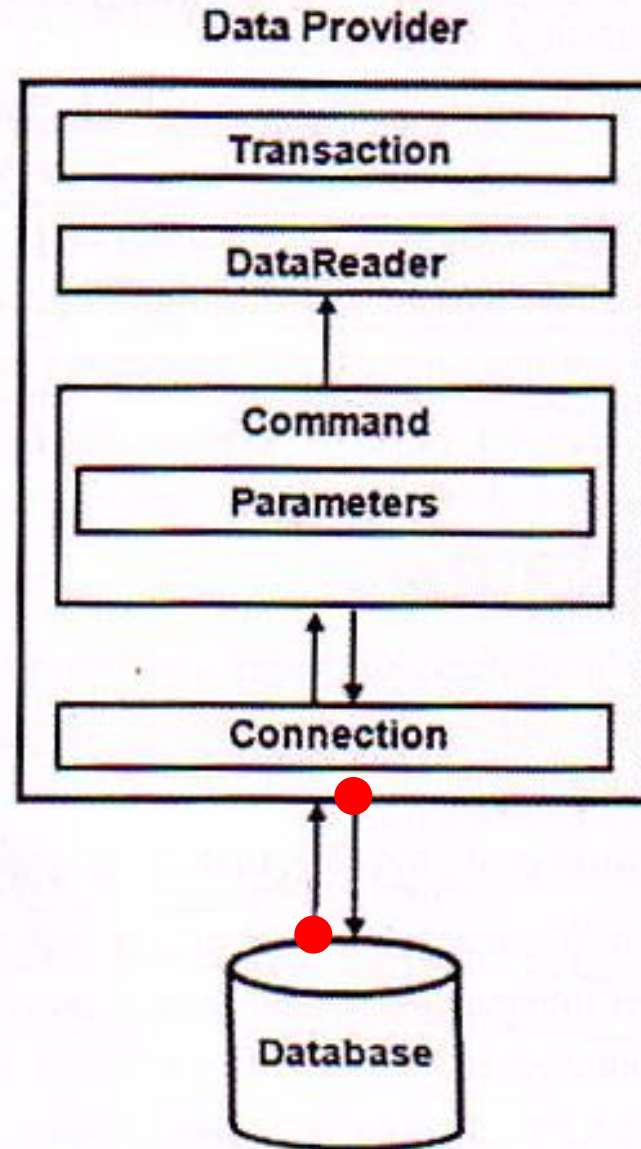 Data Provider
Transaction
DataReader
Command
Parameters
Connection
Database